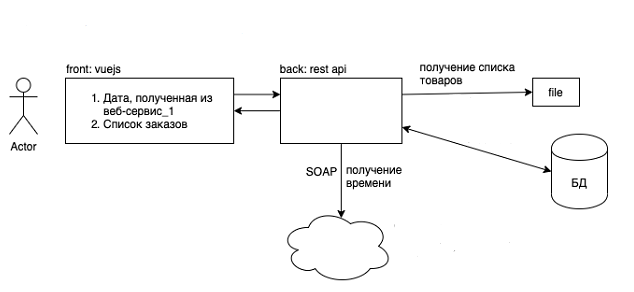 front: vuejs
back: rest api
получение списка
товаров
1. Дата, полученная из
веб-сервис_1
2. Список заказов
file
Actor
SOAP
получение
времени
БД